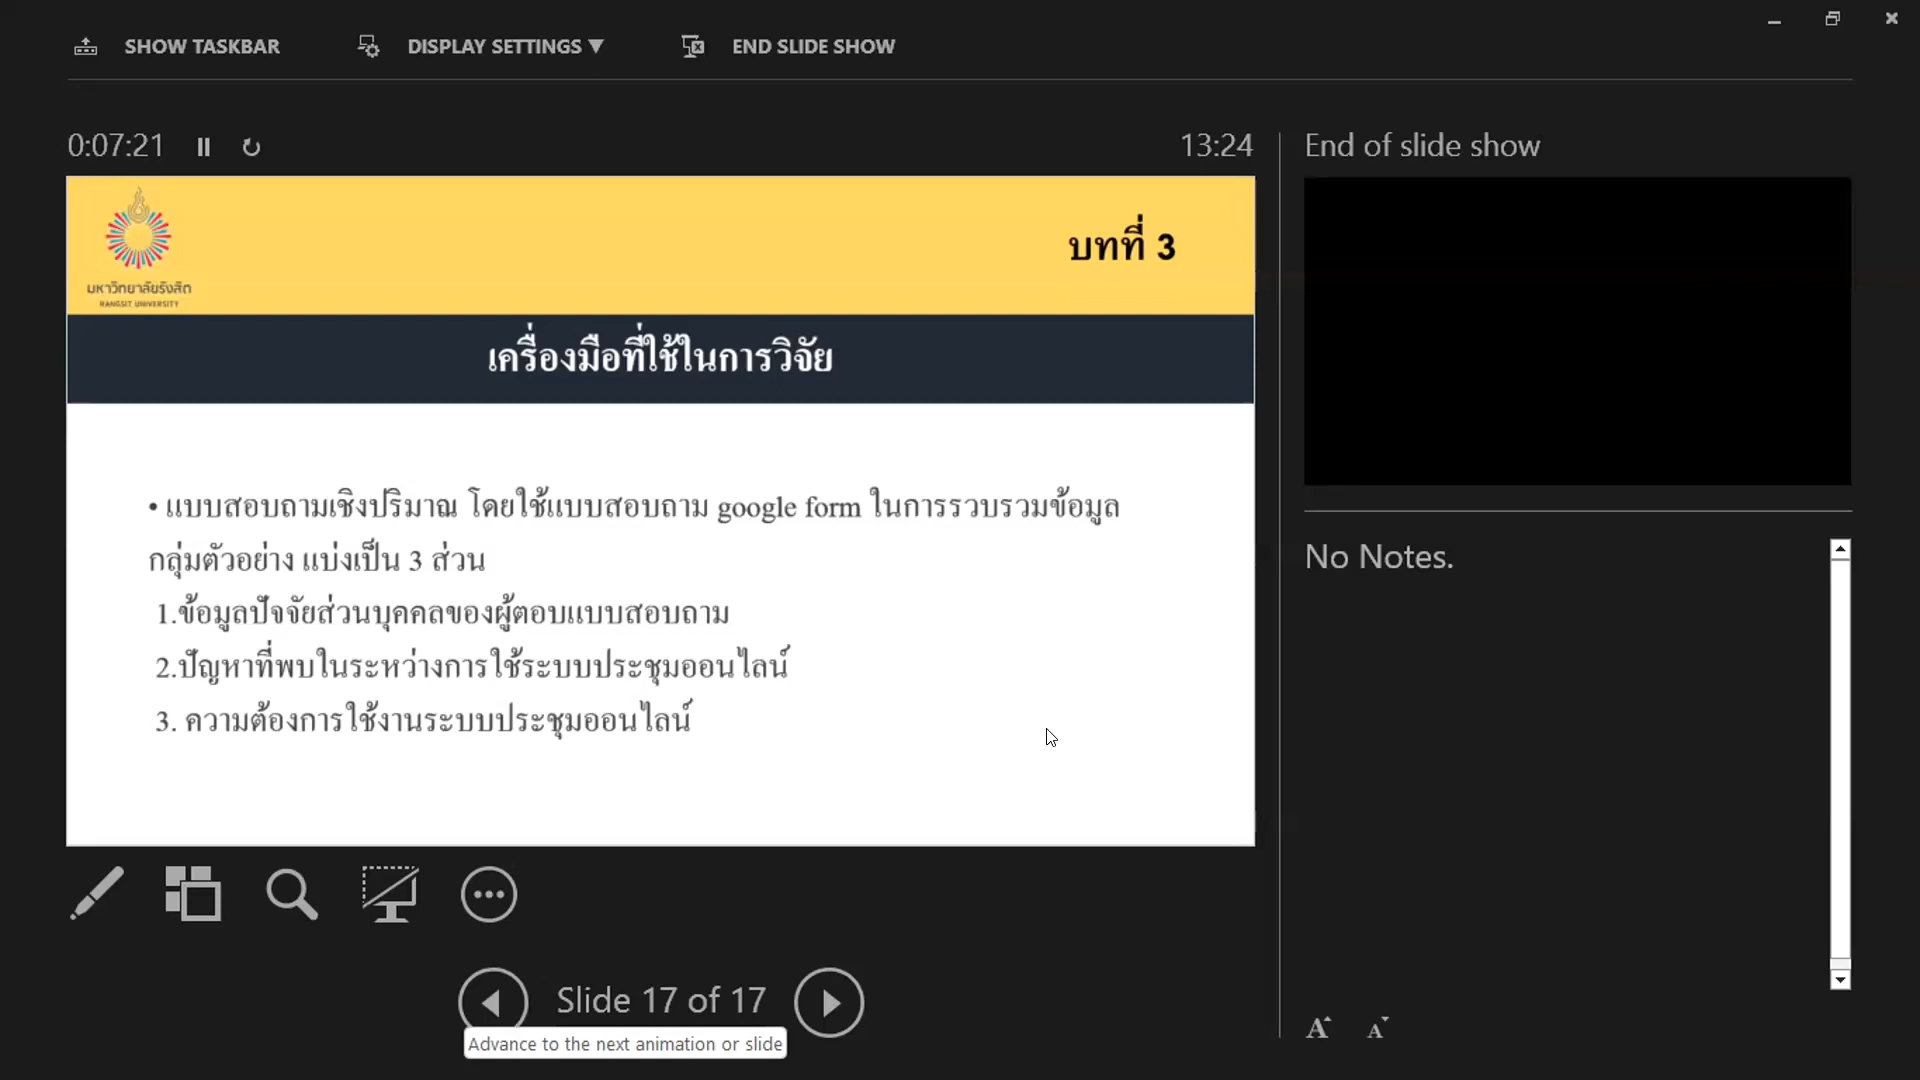 SHOW TASKBAR
DISPLAY SETTINGS ▼
END SLIDE SHOW
0:07:21
13:24
End of slide show
มหาวิทยาลัยรังสิต
RANGSIT UNIVERSITY
บทที่ 3
เครื่องมือที่ใช้ในการวิจัย
• แบบสอบถามเชิงปริมาณ โดยใช้แบบสอบถาม google form ในการรวบรวมข้อมูล
กลุ่มตัวอย่าง แบ่งเป็น 3 ส่วน
1.ข้อมูลปัจจัยส่วนบุคคลของผู้ตอบแบบสอบถาม
2.ปัญหาที่พบในระหว่างการใช้ระบบประชุมออนไลน์
3. ความต้องการใช้งานระบบประชุมออนไลน์
No Notes.
Slide 17 of 17
Advance to the next animation or slide
A A